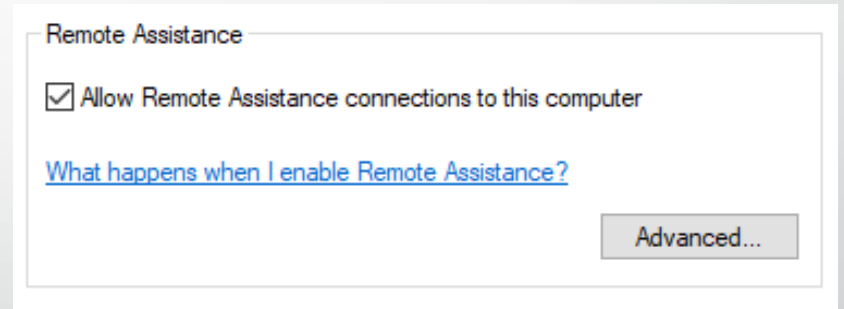 Remote Assistance
Allow Remote Assistance connections to this computer
What happens when I enable Remote Assistance?
Advanced...